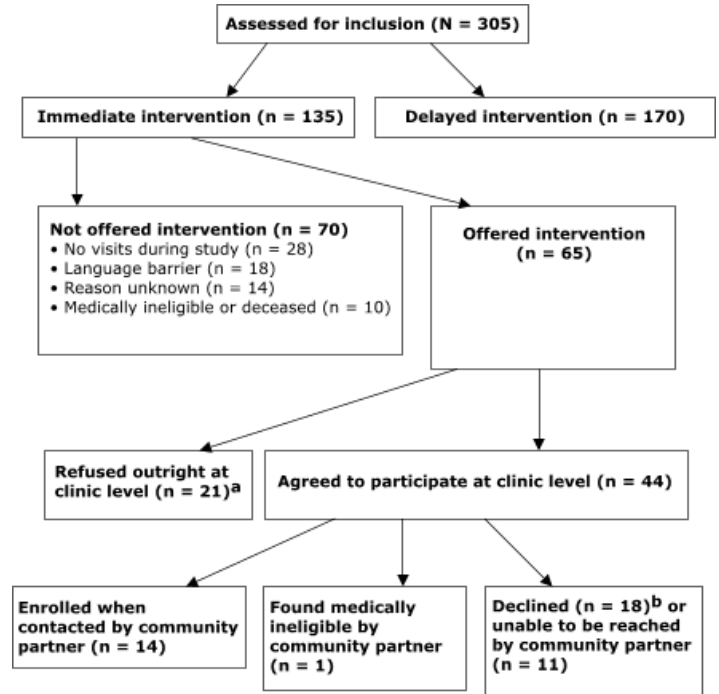 Assessed for inclusion (N = 305)
Immediate intervention (n = 135)
Delayed intervention (n = 170)
Not offered intervention (n = 70)
• No visits during study (n = 28)
• Language barrier (n = 18)
• Reason unknown (n = 14)
• Medically ineligible or deceased (n = 10)
Offered intervention
(n = 65)
Refused outright at
clinic level (n = 21)a
Agreed to participate at clinic level (n = 44)
Enrolled when
contacted by community
partner (n = 14)
Found medically
ineligible by
community partner
(n = 1)
Declined (n = 18)b or
unable to be reached
by community partner
(n = 11)